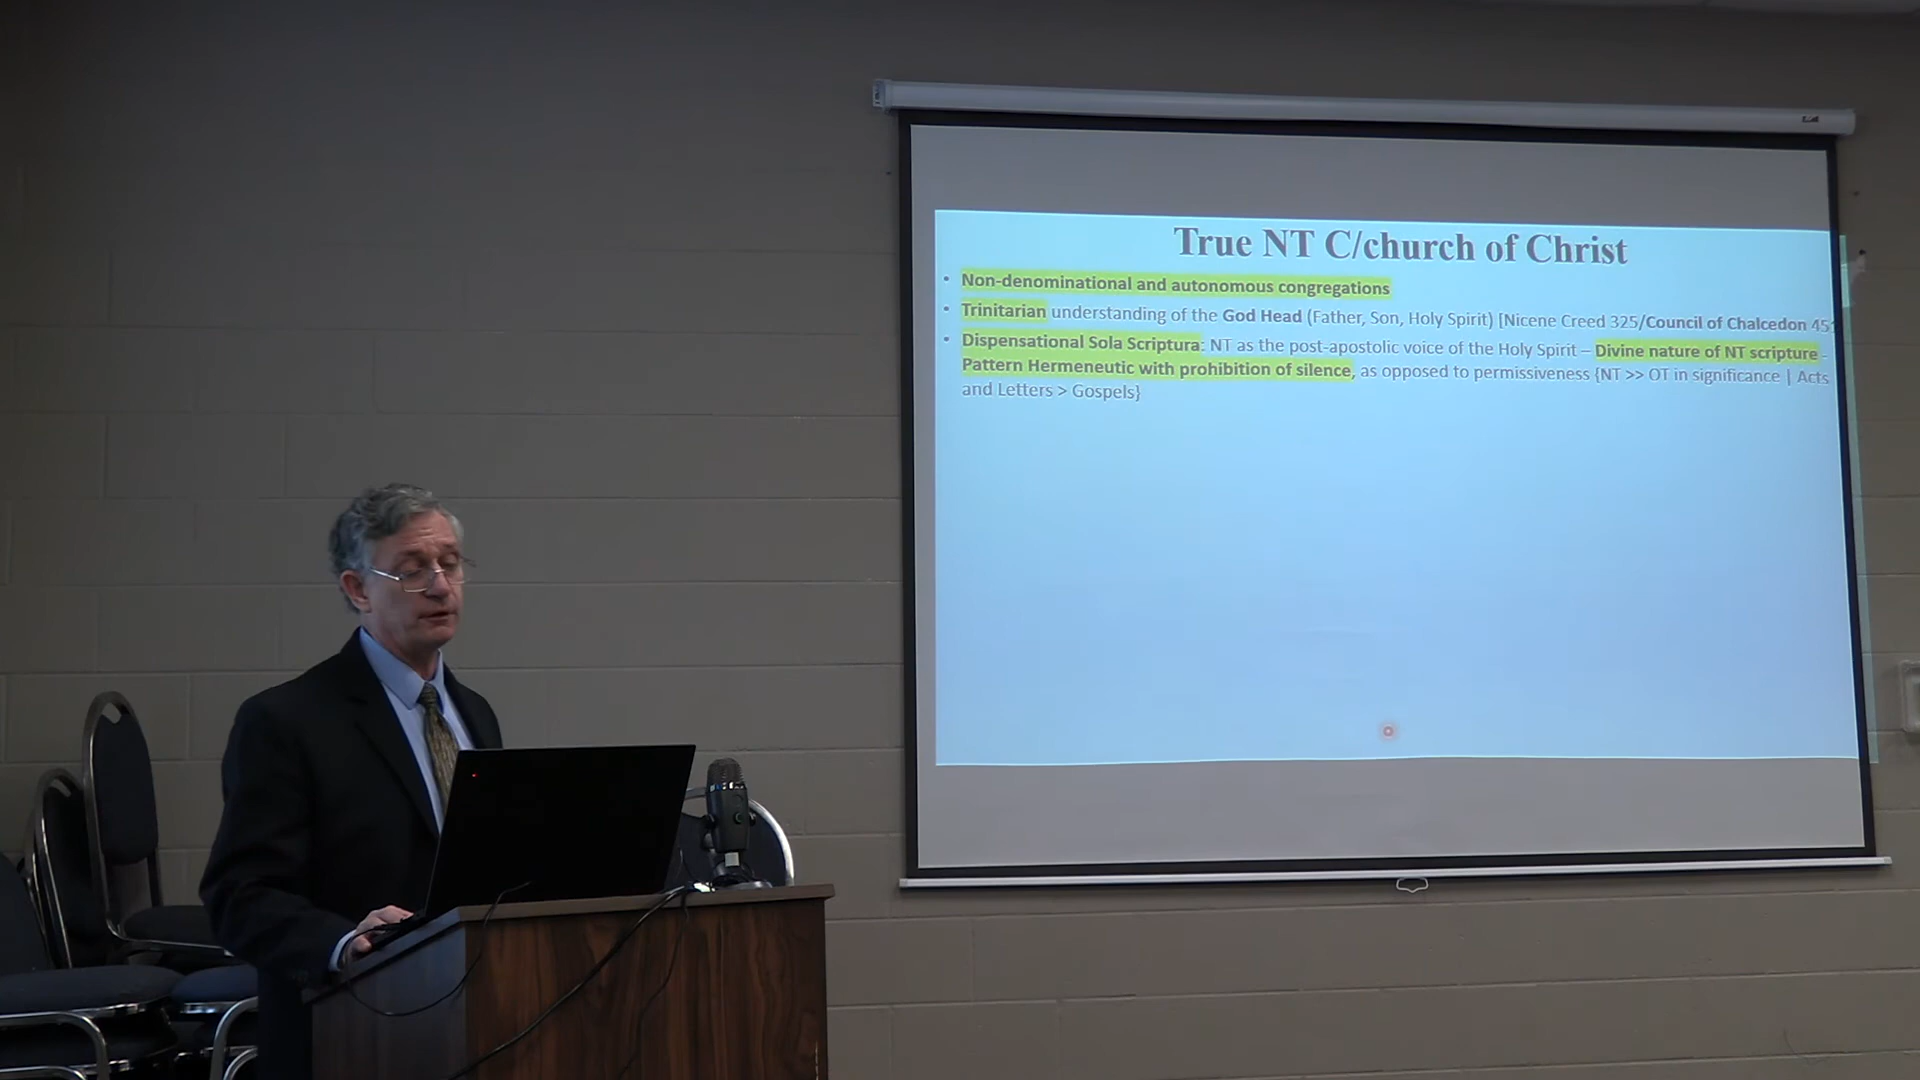 True NT C/church of Christ
• Non-denominational and autonomous congregations
• Trinitarian understanding of the God Head (Father, Son, Holy Spirit) [Nicene Creed 325/Council of Chalcedon 451
• Dispensational Sola Scriptura: NT as the post-apostolic voice of the Holy Spirit – Divine nature of NT scripture -
Pattern Hermeneutic with prohibition of silence, as opposed to permissiveness {NT >> OT in significance | Acts
and Letters > Gospels}